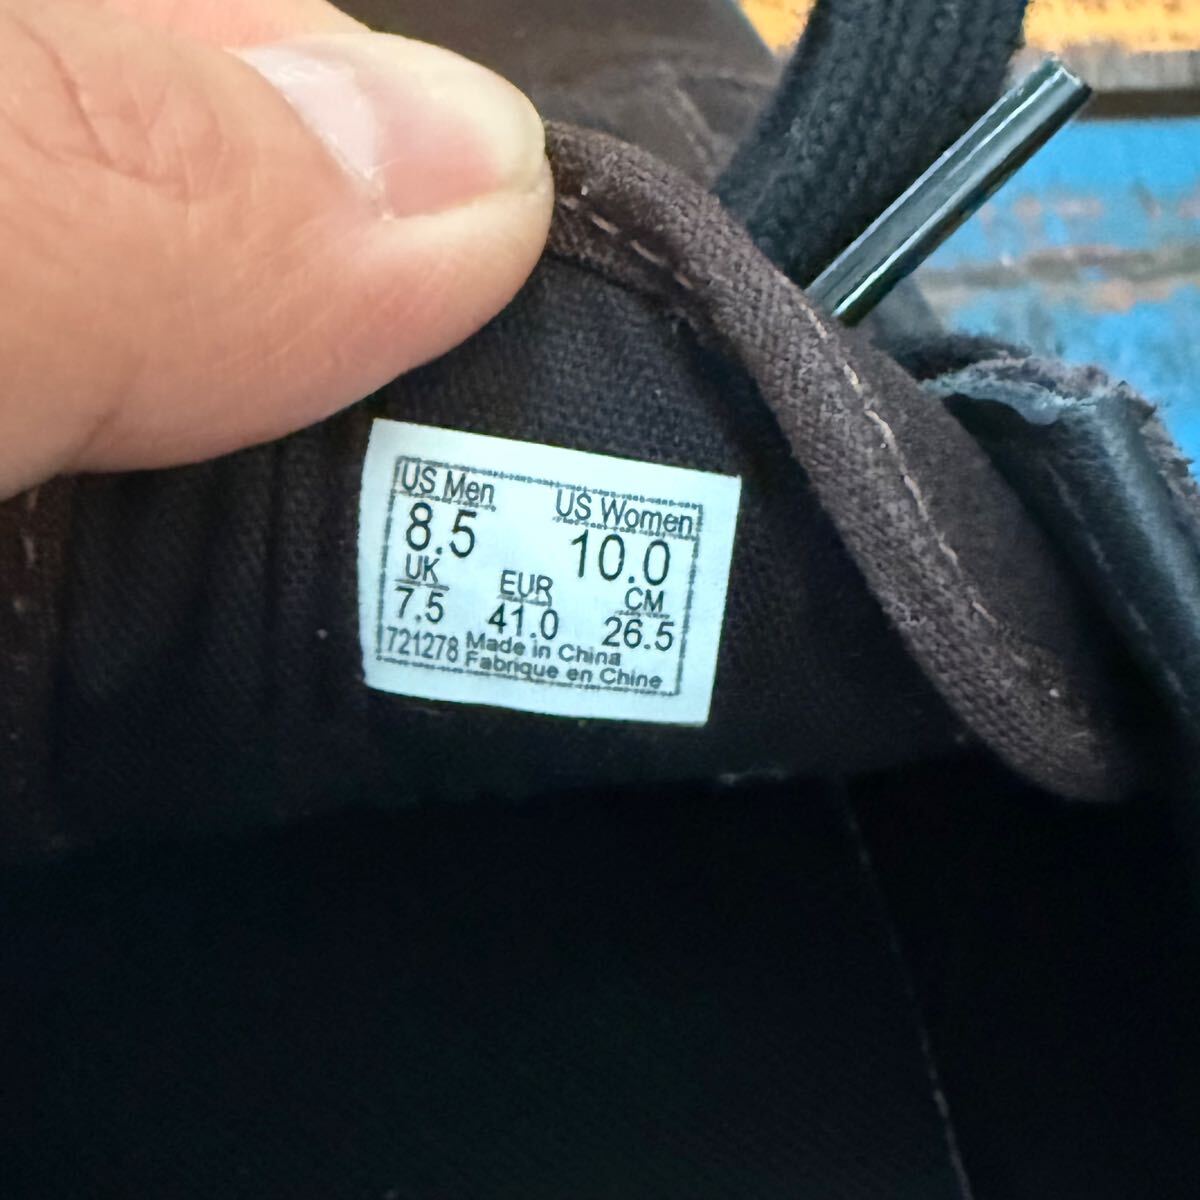 US Men US Women
8.5 10.0
UK EUR CM
7.5 41.0 26.5
721278 Made in China
Fabrique en Chine